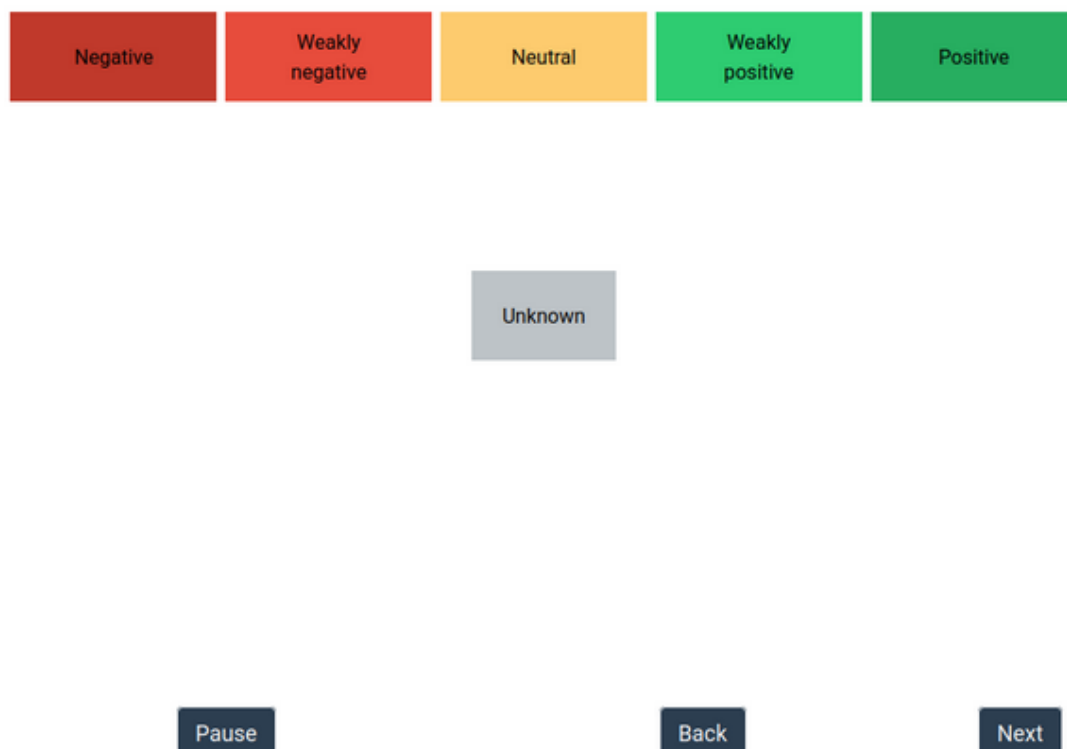 Negative
Weakly
negative
Neutral
Weakly
positive
Positive
Unknown
Pause
Back
Next